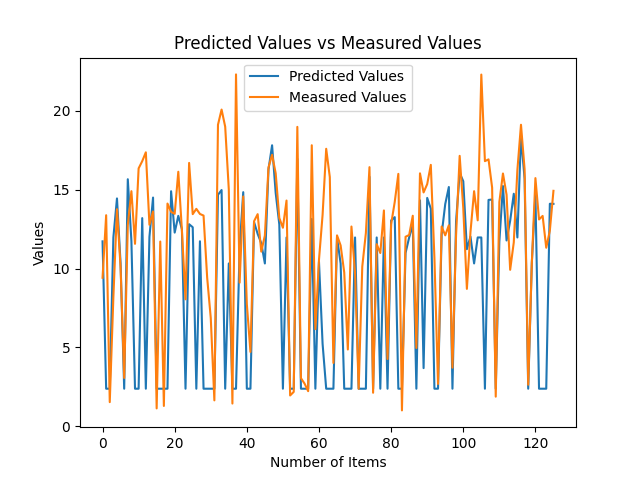 Predicted Values vs Measured Values
Predicted Values
Measured Values
Values
20
15
10
5
0
0 20 40 60 80 100 120
Number of Items